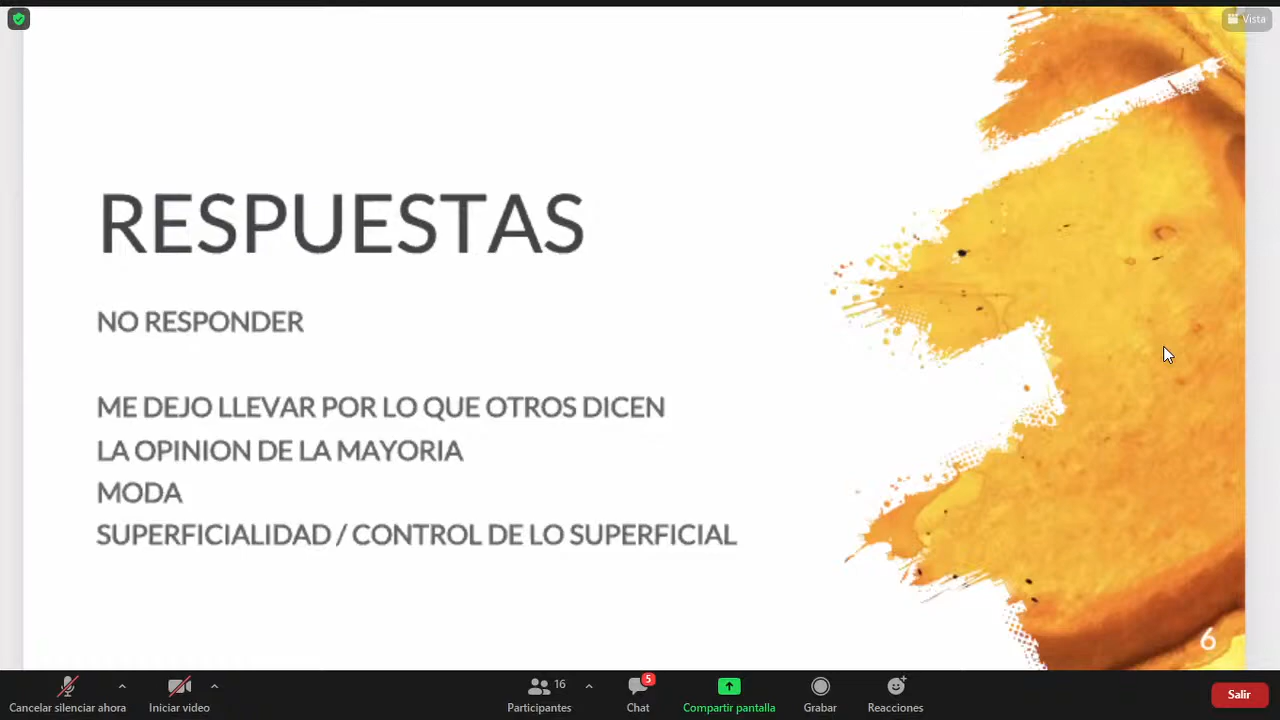 Vista
RESPUESTAS
NO RESPONDER
ME DEJO LLEVAR POR LO QUE OTROS DICEN
LA OPINION DE LA MAYORIA
MODA
SUPERFICIALIDAD / CONTROL DE LO SUPERFICIAL
6
16
5
Cancelar silenciar ahora
Iniciar video
Participantes
Chat
Compartir pantalla
Grabar
Reacciones
Salir